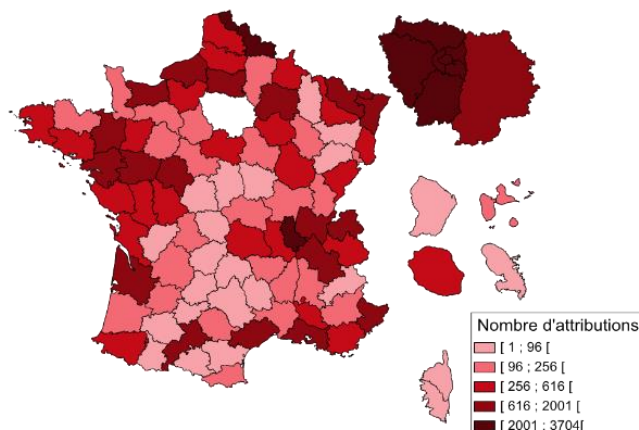 Nombre d'attributions
[ 1 ; 96 [
[ 96 ; 256 [
[ 256 ; 616 [
[ 616 ; 2001 [
[ 2001 ; 3704[